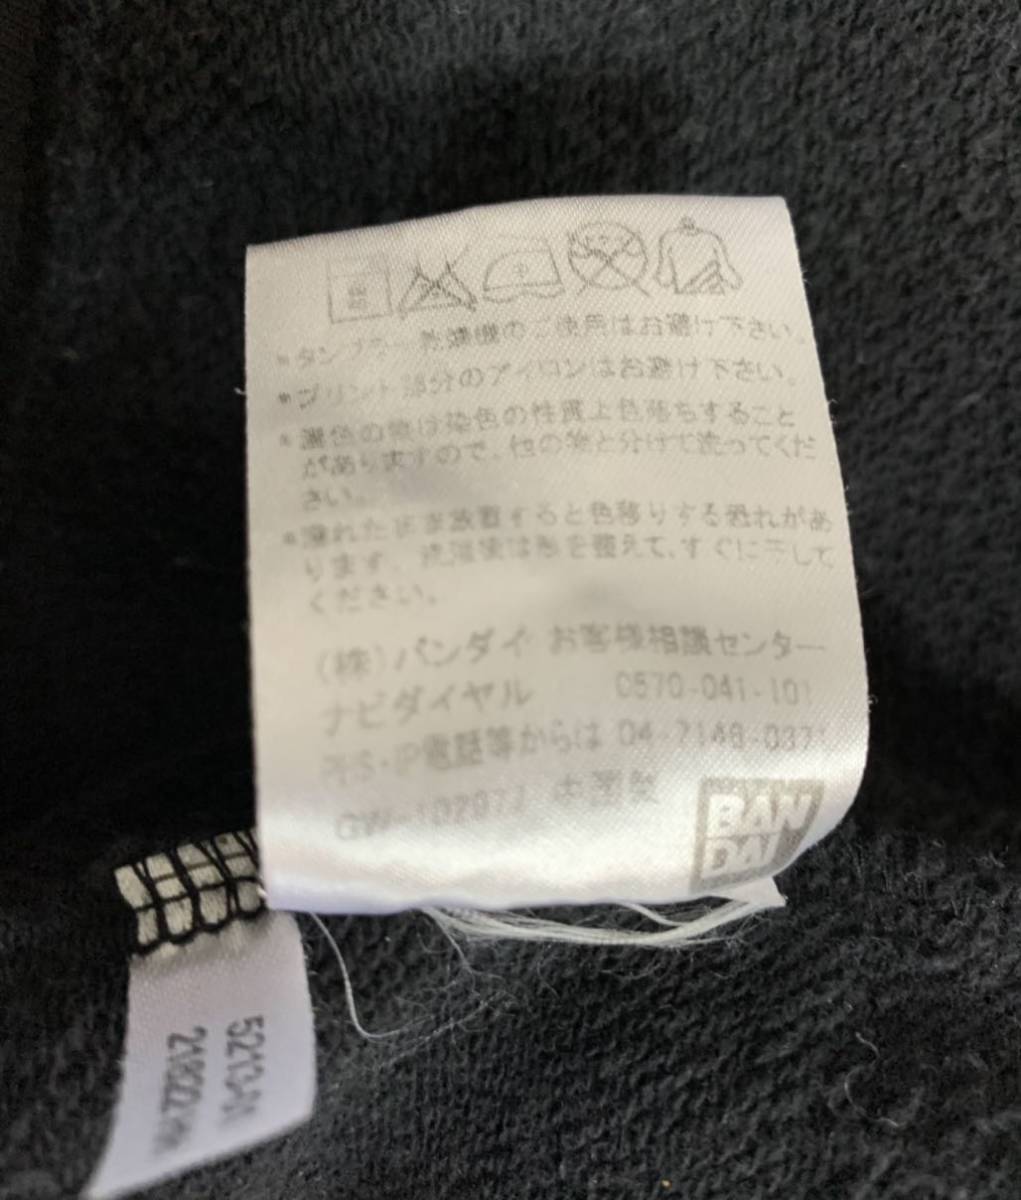 ＊タンブラー乾燥機のご使用はお避け下さい。
＊プリント部分のアイロンはお避け下さい。
＊濃色の物は染色の性質上色落ちすること
がありますので、他の物と分けて洗ってくだ
さい。
＊濡れたまま放置すると色移りする恐れがあ
ります。洗濯後は形を整えて、すぐに干して
ください。
(株)バンダイ お客様相談センター
ナビダイヤル 0570-041-101
PHS・IP電話等からは 04-7146-0371
中国製
BAN
DAI